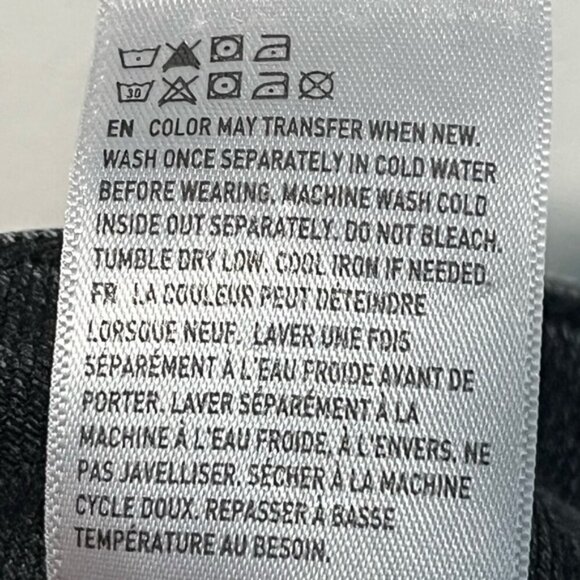 30
EN COLOR MAY TRANSFER WHEN NEW.
WASH ONCE SEPARATELY IN COLD WATER
BEFORE WEARING. MACHINE WASH COLD
INSIDE OUT SEPARATELY. DO NOT BLEACH.
TUMBLE DRY LOW. COOL IRON IF NEEDED.
FR LA COULEUR PEUT DÉTEINDRE
LORSQUE NEUF. LAVER UNE FOIS
SÉPARÉMENT À L'EAU FROIDE AVANT DE
PORTER. LAVER SÉPARÉMENT À LA
MACHINE À L'EAU FROIDE, À L'ENVERS. NE
PAS JAVELLISER. SÉCHER À LA MACHINE
CYCLE DOUX. REPASSER À BASSE
TEMPÉRATURE AU BESOIN.